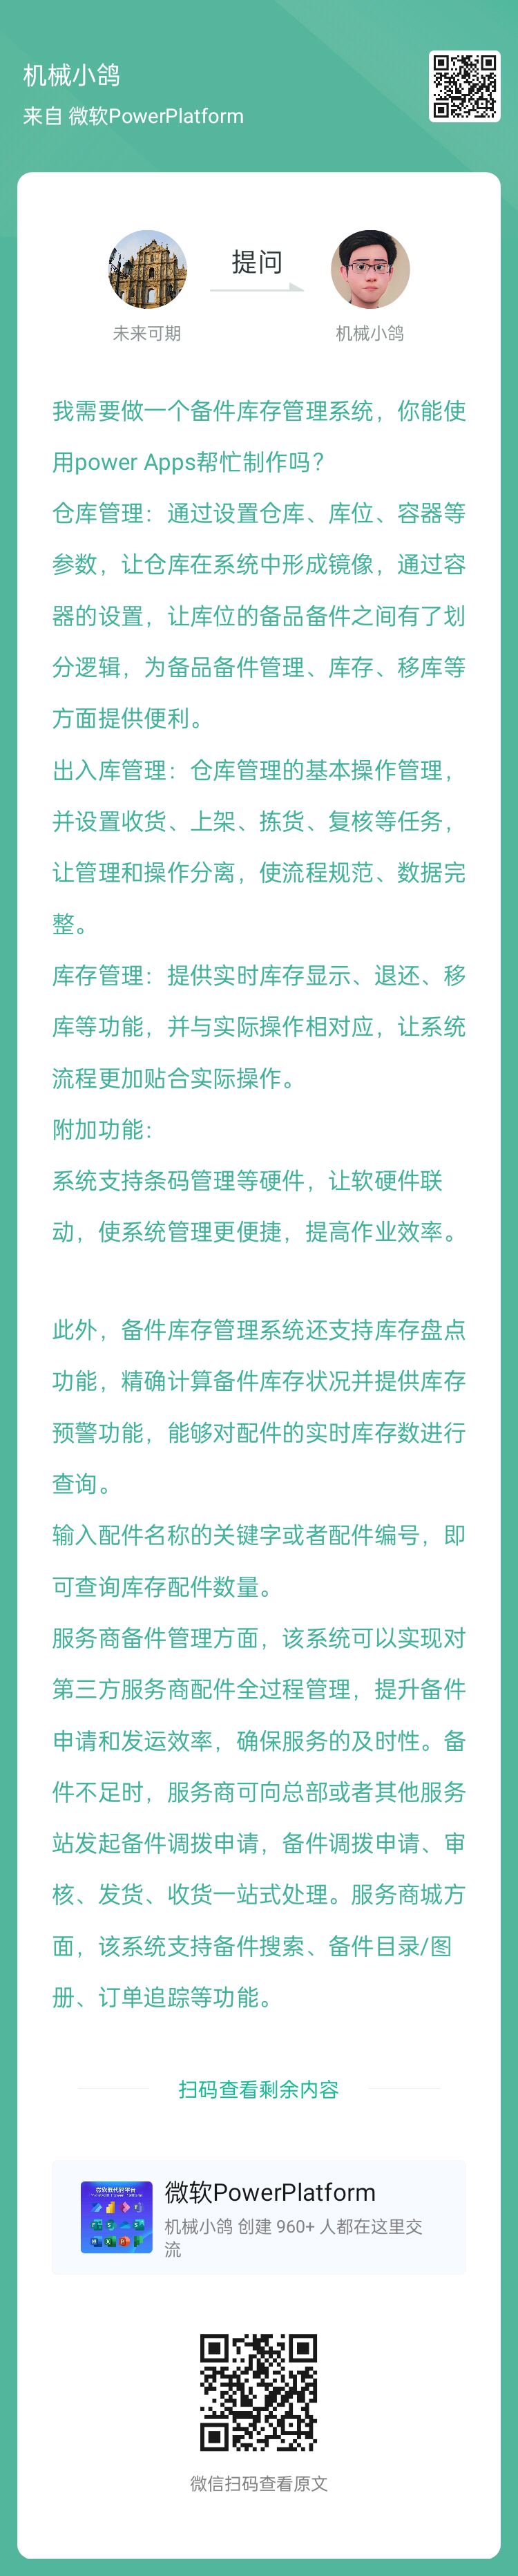 机械小鸽
来自 微软PowerPlatform
提问
未来可期
机械小鸽
我需要做一个备件库存管理系统，你能使
用power Apps帮忙制作吗？
仓库管理：通过设置仓库、库位、容器等
参数，让仓库在系统中形成镜像，通过容
器的设置，让库位的备品备件之间有了划
分逻辑，为备品备件管理、库存、移库等
方面提供便利。
出入库管理：仓库管理的基本操作管理，
并设置收货、上架、拣货、复核等任务，
让管理和操作分离，使流程规范、数据完
整。
库存管理：提供实时库存显示、退还、移
库等功能，并与实际操作相对应，让系统
流程更加贴合实际操作。
附加功能：
系统支持条码管理等硬件，让软硬件联
动，使系统管理更便捷，提高作业效率。
此外，备件库存管理系统还支持库存盘点
功能，精确计算备件库存状况并提供库存
预警功能，能够对配件的实时库存数进行
查询。
输入配件名称的关键字或者配件编号，即
可查询库存配件数量。
服务商备件管理方面，该系统可以实现对
第三方服务商配件全过程管理，提升备件
申请和发运效率，确保服务的及时性。备
件不足时，服务商可向总部或者其他服务
站发起备件调拨申请，备件调拨申请、审
核、发货、收货一站式处理。服务商城方
面，该系统支持备件搜索、备件目录/图
册、订单追踪等功能。
扫码查看剩余内容
微软PowerPlatform
机械小鸽 创建 960+ 人都在这里交
流
微信扫码查看原文